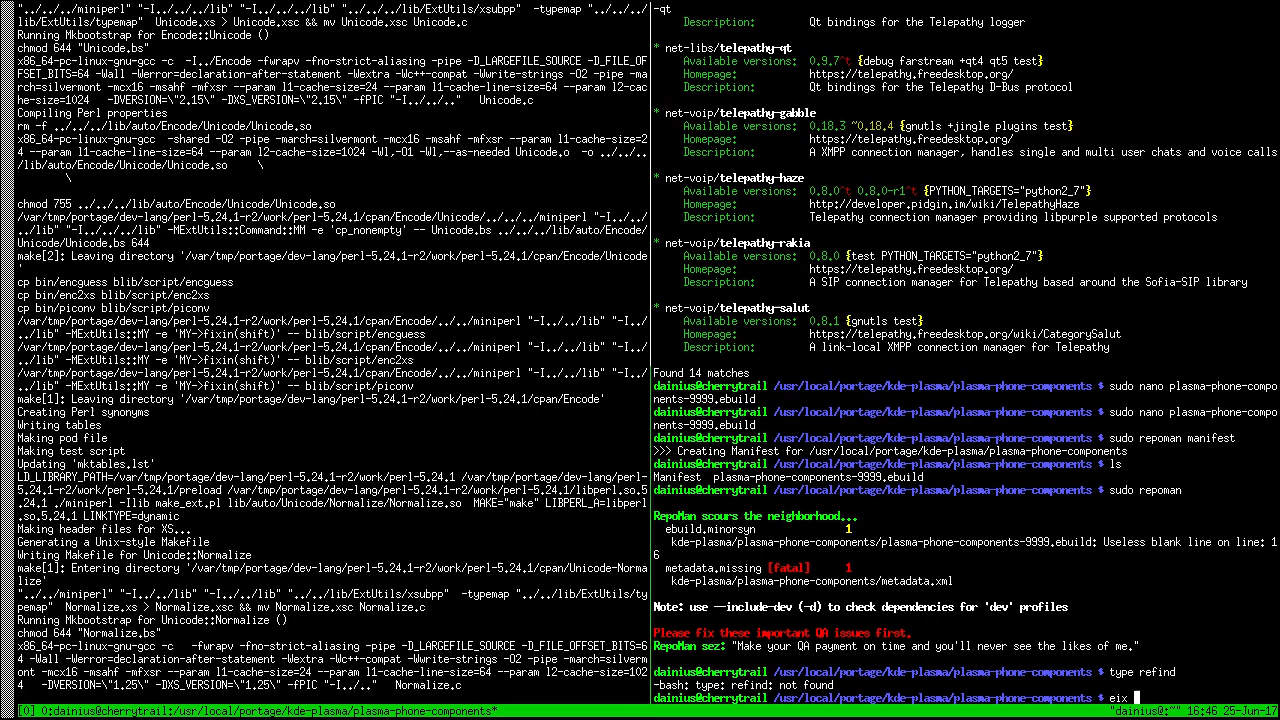 "../../../miniperl" "-I../../../lib" "-I../../../lib" "../../../lib/ExtUtils/xsubpp"  -typemap "../../../
lib/ExtUtils/typemap"  Unicode.xs > Unicode.xsc && mv Unicode.xsc Unicode.c
Running Mkbootstrap for Encode::Unicode ()
chmod 644 "Unicode.bs"
x86_64-pc-linux-gnu-gcc -c  -I../Encode -fwrapv -fno-strict-aliasing -pipe -D_LARGEFILE_SOURCE -D_FILE_OF
FSET_BITS=64 -Wall -Werror=declaration-after-statement -Wextra -Wc++-compat -Wwrite-strings -O2 -pipe -ma
rch=silvermont -mcx16 -msahf -mfxsr --param l1-cache-size=24 --param l1-cache-line-size=64 --param l2-cac
he-size=1024   -DVERSION=\"2.15\" -DXS_VERSION=\"2.15\" -fPIC "-I../../.."   Unicode.c
Compiling Perl properties
rm -f ../../../lib/auto/Encode/Unicode/Unicode.so
x86_64-pc-linux-gnu-gcc  -shared -O2 -pipe -march=silvermont -mcx16 -msahf -mfxsr --param l1-cache-size=2
4 --param l1-cache-line-size=64 --param l2-cache-size=1024 -Wl,-O1 -Wl,--as-needed Unicode.o  -o ../../..
/lib/auto/Encode/Unicode/Unicode.so     \
        \
chmod 755 ../../../lib/auto/Encode/Unicode/Unicode.so
/var/tmp/portage/dev-lang/perl-5.24.1-r2/work/perl-5.24.1/cpan/Encode/Unicode/../../../miniperl "-I../../
../lib" "-I../../../lib" -MExtUtils::Command::MM -e 'cp_nonempty' -- Unicode.bs ../../../lib/auto/Encode/
Unicode/Unicode.bs 644
make[2]: Leaving directory '/var/tmp/portage/dev-lang/perl-5.24.1-r2/work/perl-5.24.1/cpan/Encode/Unicode
'
cp bin/encguess blib/script/encguess
cp bin/enc2xs blib/script/enc2xs
cp bin/piconv blib/script/piconv
/var/tmp/portage/dev-lang/perl-5.24.1-r2/work/perl-5.24.1/cpan/Encode/../../miniperl "-I../../lib" "-I../
../lib" -MExtUtils::MY -e 'MY->fixin(shift)' -- blib/script/encguess
/var/tmp/portage/dev-lang/perl-5.24.1-r2/work/perl-5.24.1/cpan/Encode/../../miniperl "-I../../lib" "-I../
../lib" -MExtUtils::MY -e 'MY->fixin(shift)' -- blib/script/enc2xs
/var/tmp/portage/dev-lang/perl-5.24.1-r2/work/perl-5.24.1/cpan/Encode/../../miniperl "-I../../lib" "-I../
../lib" -MExtUtils::MY -e 'MY->fixin(shift)' -- blib/script/piconv
make[1]: Leaving directory '/var/tmp/portage/dev-lang/perl-5.24.1-r2/work/perl-5.24.1/cpan/Encode'
Creating Perl synonyms
Writing tables
Making pod file
Making test script
Updating 'mktables.lst'
LD_LIBRARY_PATH=/var/tmp/portage/dev-lang/perl-5.24.1-r2/work/perl-5.24.1 /var/tmp/portage/dev-lang/perl-
5.24.1-r2/work/perl-5.24.1/preload /var/tmp/portage/dev-lang/perl-5.24.1-r2/work/perl-5.24.1/libperl.so.5
.24.1 ./miniperl -Ilib make_ext.pl lib/auto/Unicode/Normalize/Normalize.so  MAKE="make" LIBPERL_A=libperl
.so.5.24.1 LINKTYPE=dynamic
Making header files for XS...
Generating a Unix-style Makefile
Writing Makefile for Unicode::Normalize
make[1]: Entering directory '/var/tmp/portage/dev-lang/perl-5.24.1-r2/work/perl-5.24.1/cpan/Unicode-Norma
lize'
"../../miniperl" "-I../../lib" "-I../../lib" "../../lib/ExtUtils/xsubpp"  -typemap "../../lib/ExtUtils/ty
pemap"  Normalize.xs > Normalize.xsc && mv Normalize.xsc Normalize.c
Running Mkbootstrap for Unicode::Normalize ()
chmod 644 "Normalize.bs"
x86_64-pc-linux-gnu-gcc -c   -fwrapv -fno-strict-aliasing -pipe -D_LARGEFILE_SOURCE -D_FILE_OFFSET_BITS=6
4 -Wall -Werror=declaration-after-statement -Wextra -Wc++-compat -Wwrite-strings -O2 -pipe -march=silverm
ont -mcx16 -msahf -mfxsr --param l1-cache-size=24 --param l1-cache-line-size=64 --param l2-cache-size=102
4   -DVERSION=\"1.25\" -DXS_VERSION=\"1.25\" -fPIC "-I../.."   Normalize.c
-qt
     Description:         Qt bindings for the Telepathy logger
* net-libs/telepathy-qt
     Available versions:  0.9.7^t {debug farstream +qt4 qt5 test}
     Homepage:            https://telepathy.freedesktop.org/
     Description:         Qt bindings for the Telepathy D-Bus protocol
* net-voip/telepathy-gabble
     Available versions:  0.18.3 ~0.18.4 {gnutls +jingle plugins test}
     Homepage:            https://telepathy.freedesktop.org/
     Description:         A XMPP connection manager, handles single and multi user chats and voice calls
* net-voip/telepathy-haze
     Available versions:  0.8.0^t 0.8.0-r1^t {PYTHON_TARGETS="python2_7"}
     Homepage:            http://developer.pidgin.im/wiki/TelepathyHaze
     Description:         Telepathy connection manager providing libpurple supported protocols
* net-voip/telepathy-rakia
     Available versions:  0.8.0 {test PYTHON_TARGETS="python2_7"}
     Homepage:            https://telepathy.freedesktop.org/
     Description:         A SIP connection manager for Telepathy based around the Sofia-SIP library
* net-voip/telepathy-salut
     Available versions:  0.8.1 {gnutls test}
     Homepage:            https://telepathy.freedesktop.org/wiki/CategorySalut
     Description:         A link-local XMPP connection manager for Telepathy
Found 14 matches
dainius@cherrytrail /usr/local/portage/kde-plasma/plasma-phone-components $ sudo nano plasma-phone-compo
nents-9999.ebuild
dainius@cherrytrail /usr/local/portage/kde-plasma/plasma-phone-components $ sudo nano plasma-phone-compo
nents-9999.ebuild
dainius@cherrytrail /usr/local/portage/kde-plasma/plasma-phone-components $ sudo repoman manifest
>>> Creating Manifest for /usr/local/portage/kde-plasma/plasma-phone-components
dainius@cherrytrail /usr/local/portage/kde-plasma/plasma-phone-components $ ls
Manifest  plasma-phone-components-9999.ebuild
dainius@cherrytrail /usr/local/portage/kde-plasma/plasma-phone-components $ sudo repoman
RepoMan scours the neighborhood...
  ebuild.minorsyn               1
   kde-plasma/plasma-phone-components/plasma-phone-components-9999.ebuild: Useless blank line on line: 1
6
  metadata.missing [fatal]      1
   kde-plasma/plasma-phone-components/metadata.xml
Note: use --include-dev (-d) to check dependencies for 'dev' profiles
Please fix these important QA issues first.
RepoMan sez: "Make your QA payment on time and you'll never see the likes of me."
dainius@cherrytrail /usr/local/portage/kde-plasma/plasma-phone-components $ type refind
-bash: type: refind: not found
dainius@cherrytrail /usr/local/portage/kde-plasma/plasma-phone-components $ eix
[0] 0:dainius@cherrytrail:/usr/local/portage/kde-plasma/plasma-phone-components* "dainius@:~" 16:46 25-Jun-17